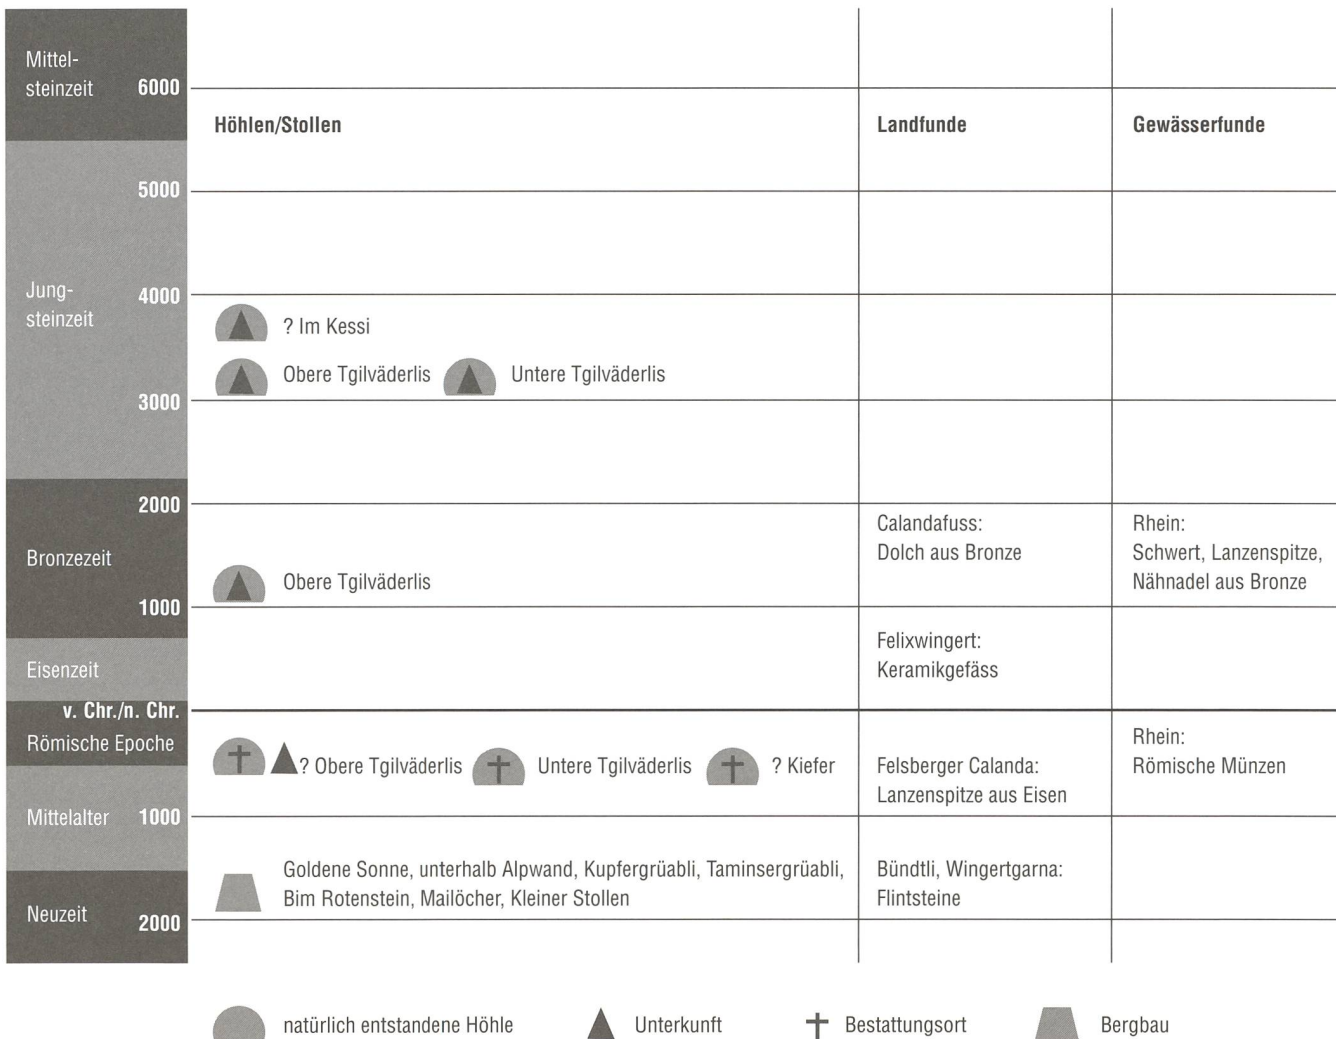 Mittel-
steinzeit 6000
Höhlen/Stollen Landfunde Gewässerfunde
5000
Jung-
steinzeit 4000
? Im Kessi
Obere Tgilväderlis Untere Tgilväderlis
3000
2000
Calandafuss:
Dolch aus Bronze
Rhein:
Schwert, Lanzenspitze,
Nähnadel aus Bronze
Bronzezeit
Obere Tgilväderlis
1000
Felixwingert:
Keramikgefäss
Eisenzeit
v. Chr./n. Chr.
Römische Epoche
? Obere Tgilväderlis Untere Tgilväderlis ? Kiefer
Felsberger Calanda:
Lanzenspitze aus Eisen
Rhein:
Römische Münzen
Mittelalter 1000
Goldene Sonne, unterhalb Alpwand, Kupfergrüabli, Taminsergrüabli,
Bim Rotenstein, Mailöcher, Kleiner Stollen
Bündtli, Wingertgarna:
Flintsteine
Neuzeit 2000
natürlich entstandene Höhle Unterkunft Bestattungsort Bergbau